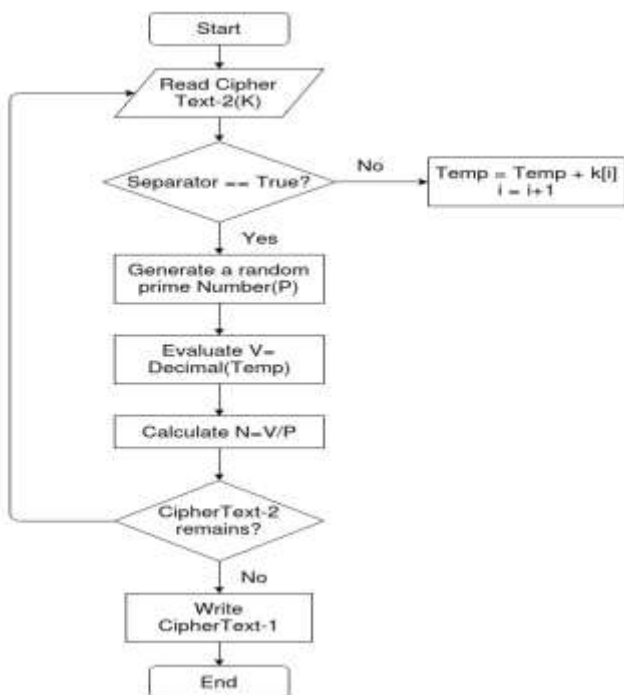 Start
Read Cipher
Text-2(K)
Separator == True?
No
Temp = Temp + k[i]
i = i+1
Yes
Generate a random
prime Number(P)
Evaluate V=
Decimal(Temp)
Calculate N=V/P
CipherText-2
remains?
No
Write
CipherText-1
End